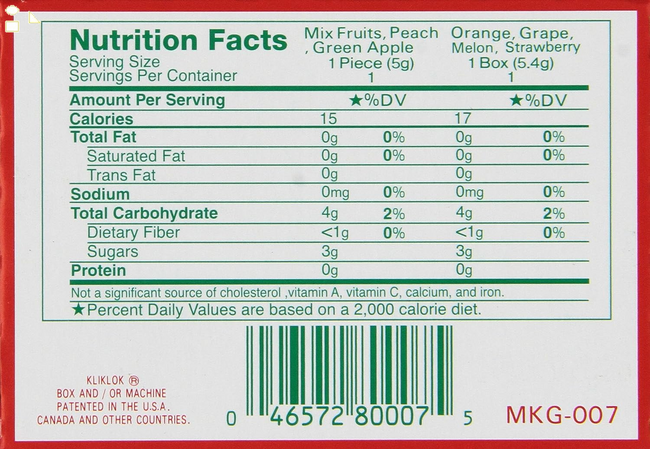 Nutrition Facts Mix Fruits, Peach , Green Apple Orange, Grape, Melon, Strawberry
Serving Size 1 Piece (5g) 1 Box (5.4g)
Servings Per Container 1 1
Amount Per Serving ★%DV ★%DV
Calories 15 17
Total Fat 0g 0% 0g 0%
Saturated Fat 0g 0% 0g 0%
Trans Fat 0g 0g
Sodium 0mg 0% 0mg 0%
Total Carbohydrate 4g 2% 4g 2%
Dietary Fiber <1g 0% <1g 0%
Sugars 3g 3g
Protein 0g 0g
Not a significant source of cholesterol ,vitamin A, vitamin C, calcium, and iron.
★Percent Daily Values are based on a 2,000 calorie diet.
KLIKLOK ®
BOX AND / OR MACHINE
PATENTED IN THE U.S.A.
CANADA AND OTHER COUNTRIES.
0 46572 80007 5
MKG-007